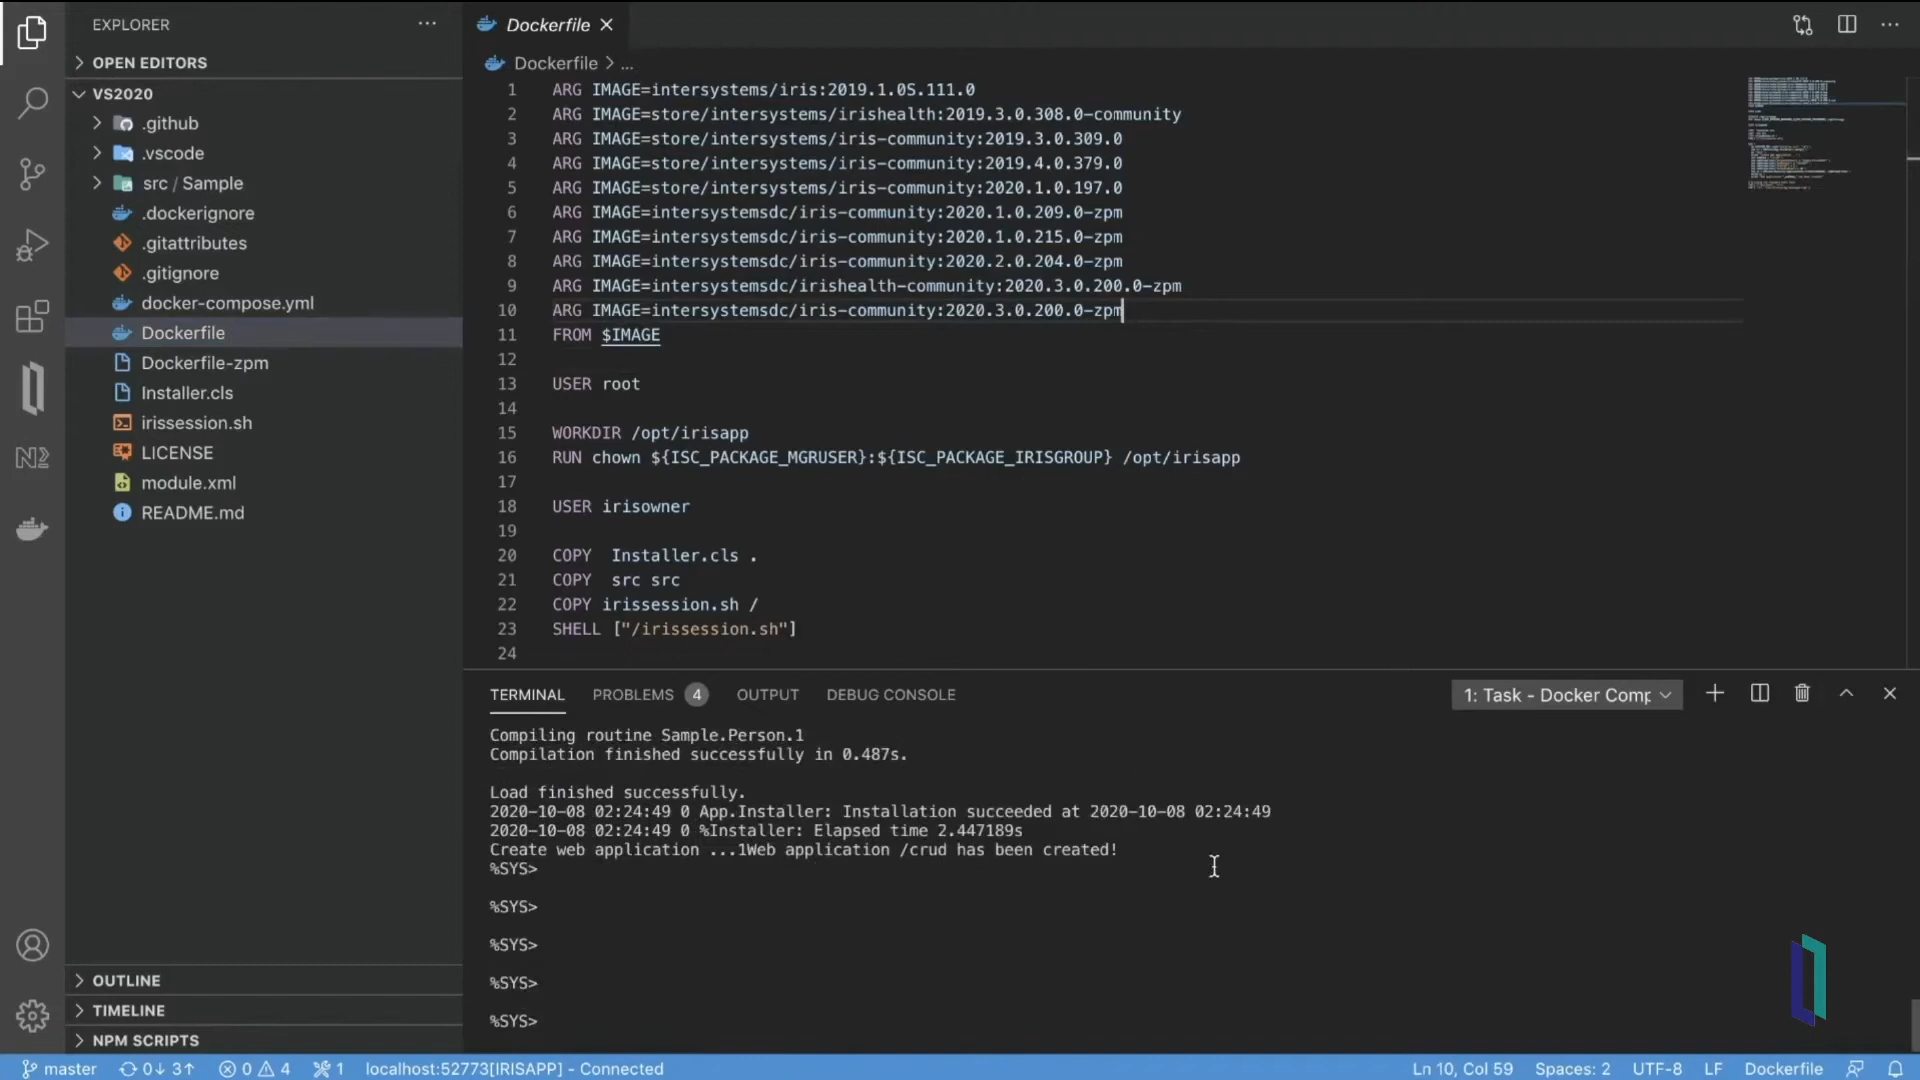 EXPLORER
OPEN EDITORS
VS2020
.github
.vscode
src / Sample
.dockerignore
.gitattributes
.gitignore
docker-compose.yml
Dockerfile
Dockerfile-zpm
Installer.cls
irissession.sh
LICENSE
module.xml
README.md
OUTLINE
TIMELINE
NPM SCRIPTS
Dockerfile
Dockerfile > ...
1 ARG IMAGE=intersystems/iris:2019.1.0S.111.0
2 ARG IMAGE=store/intersystems/irishealth:2019.3.0.308.0-community
3 ARG IMAGE=store/intersystems/iris-community:2019.3.0.309.0
4 ARG IMAGE=store/intersystems/iris-community:2019.4.0.379.0
5 ARG IMAGE=store/intersystems/iris-community:2020.1.0.197.0
6 ARG IMAGE=intersystemsdc/iris-community:2020.1.0.209.0-zpm
7 ARG IMAGE=intersystemsdc/iris-community:2020.1.0.215.0-zpm
8 ARG IMAGE=intersystemsdc/iris-community:2020.2.0.204.0-zpm
9 ARG IMAGE=intersystemsdc/irishealth-community:2020.3.0.200.0-zpm
10 ARG IMAGE=intersystemsdc/iris-community:2020.3.0.200.0-zpm
11 FROM $IMAGE
12
13 USER root
14
15 WORKDIR /opt/irisapp
16 RUN chown ${ISC_PACKAGE_MGRUSER}:${ISC_PACKAGE_IRISGROUP} /opt/irisapp
17
18 USER irisowner
19
20 COPY  Installer.cls .
21 COPY  src src
22 COPY irissession.sh /
23 SHELL ["/irissession.sh"]
24
TERMINAL PROBLEMS 4 OUTPUT DEBUG CONSOLE 1: Task - Docker Comp
Compiling routine Sample.Person.1
Compilation finished successfully in 0.487s.
Load finished successfully.
2020-10-08 02:24:49 0 App.Installer: Installation succeeded at 2020-10-08 02:24:49
2020-10-08 02:24:49 0 %Installer: Elapsed time 2.447189s
Create web application ...1Web application /crud has been created!
%SYS>
%SYS>
%SYS>
%SYS>
%SYS>
master 0↓ 3↑ 0 4 1 localhost:52773[IRISAPP] - Connected Ln 10, Col 59 Spaces: 2 UTF-8 LF Dockerfile